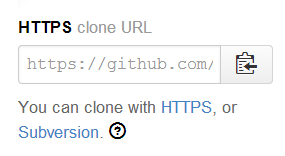 HTTPS clone URL
https://github.com/
You can clone with HTTPS, or
Subversion. ?